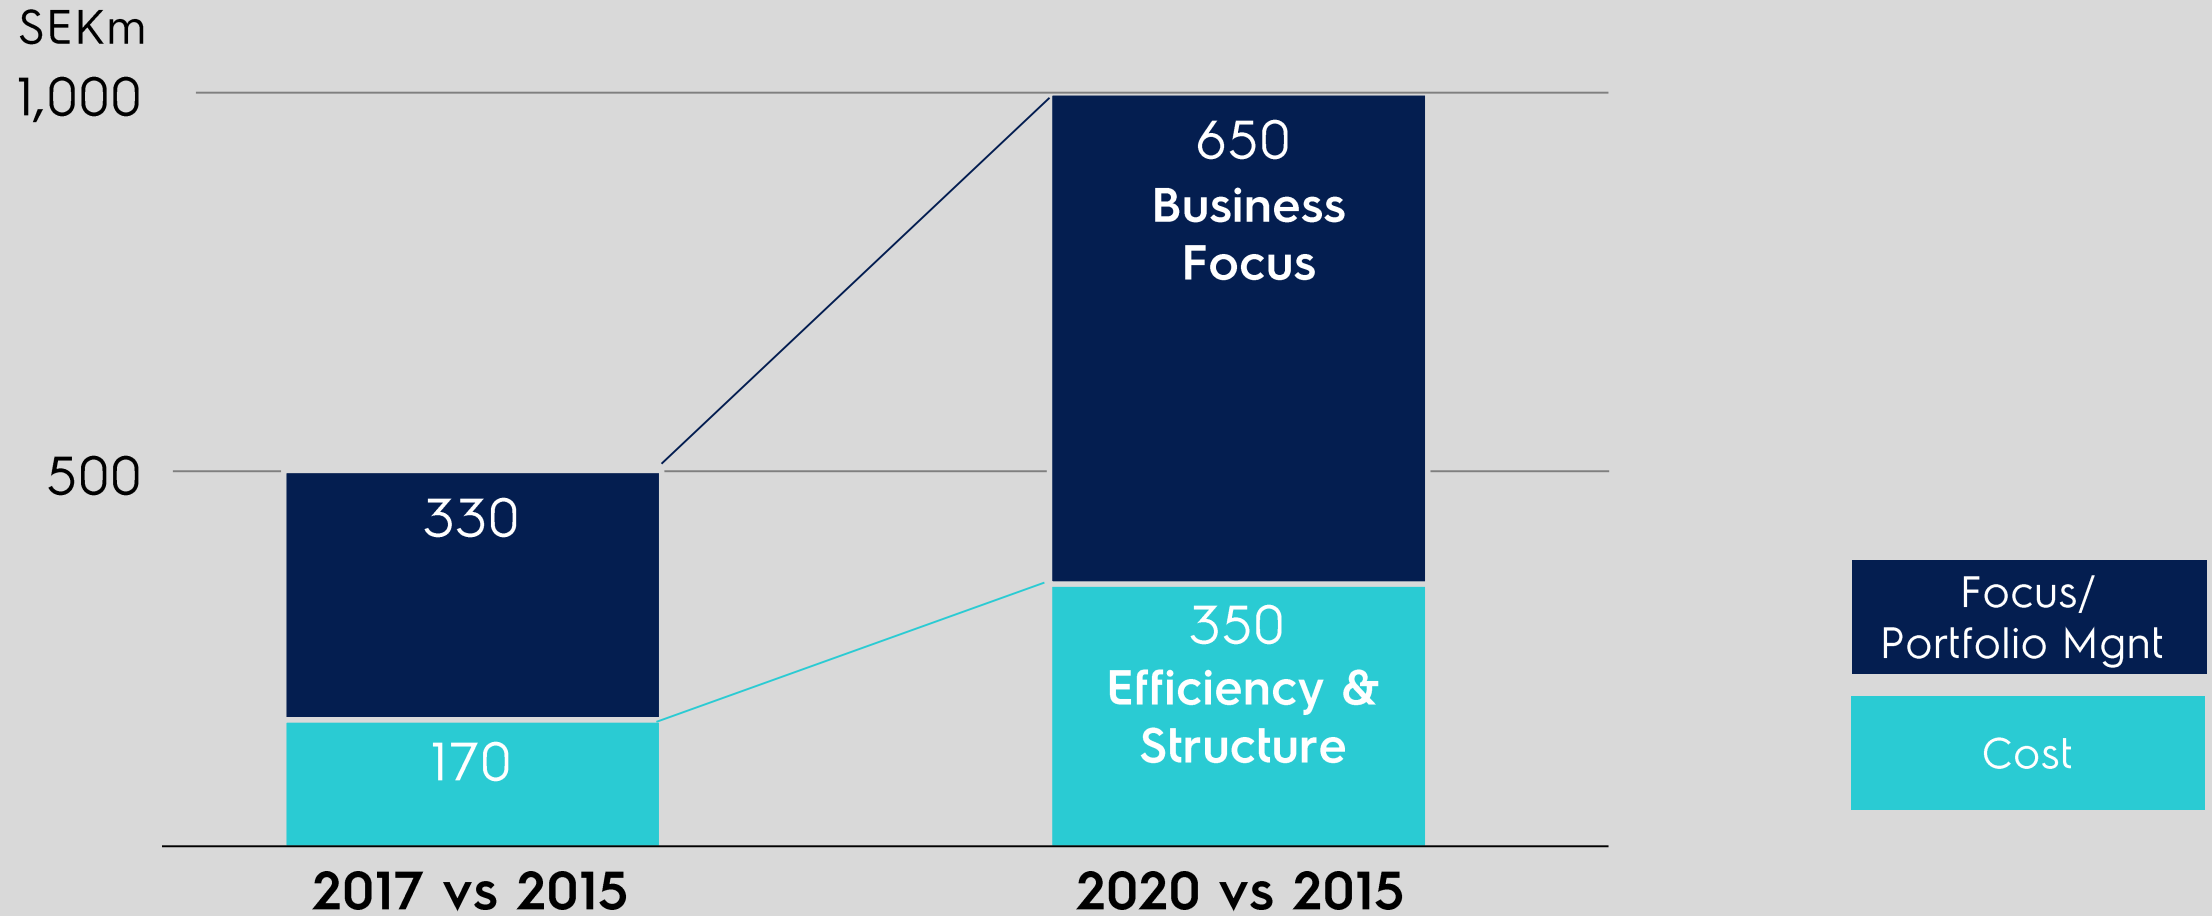 SEKm
1,000
500
330
170
650
Business
Focus
350
Efficiency &
Structure
2017 vs 2015
2020 vs 2015
Focus/
Portfolio Mgnt
Cost